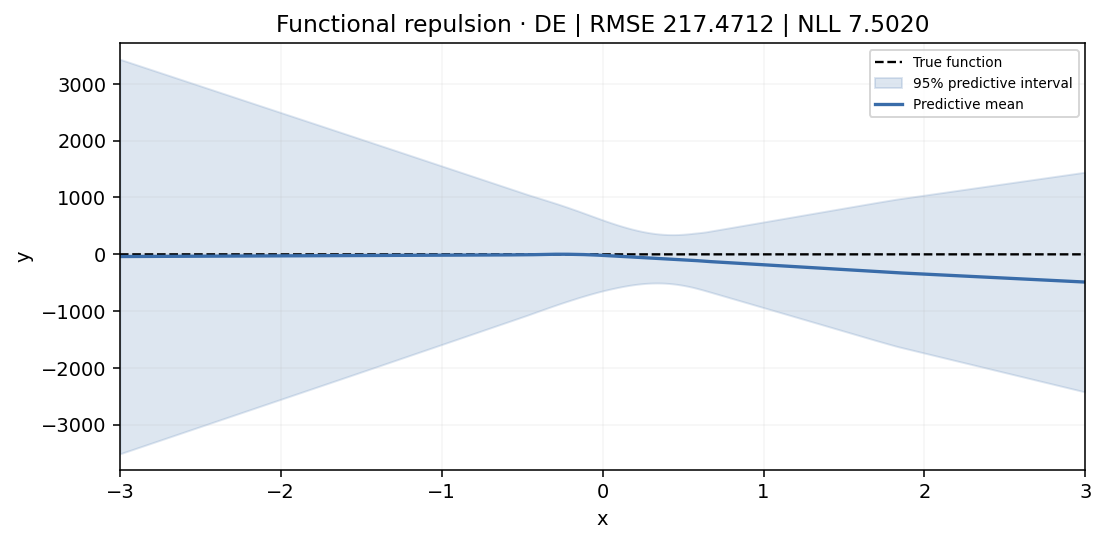 Functional repulsion · DE | RMSE 217.4712 | NLL 7.5020
True function
95% predictive interval
Predictive mean
3000
2000
1000
0
−1000
−2000
−3000
y
−3
−2
−1
0
1
2
3
x